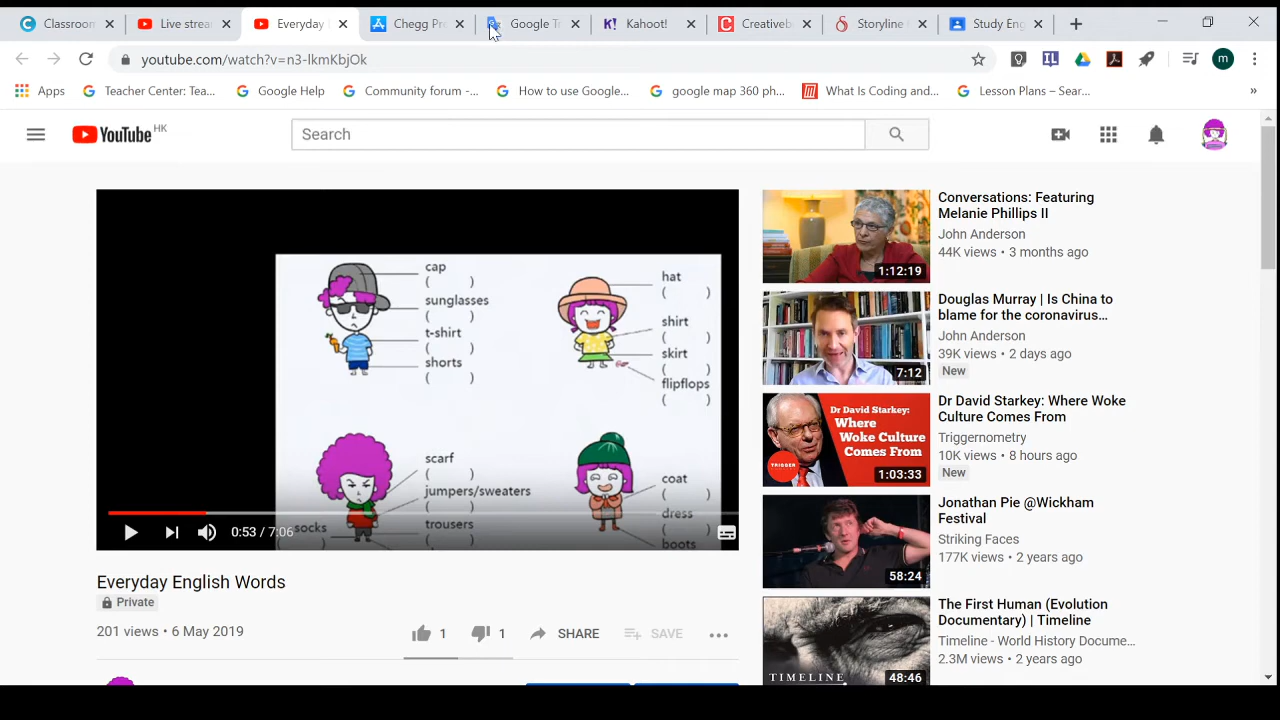 Classroom
Live strea
Everyday
Chegg Pr
Google T
Kahoot!
Creativeb
Storyline
Study Eng
youtube.com/watch?v=n3-lkmKbjOk
Apps
Teacher Center: Tea...
Google Help
Community forum -...
How to use Google...
google map 360 ph...
What Is Coding and...
Lesson Plans – Sear...
YouTube HK
Search
cap
( )
sunglasses
( )
t-shirt
( )
shorts
( )
hat
( )
shirt
( )
skirt
( )
flipflops
( )
scarf
( )
jumpers/sweaters
( )
trousers
socks
coat
( )
dress
( )
boots
0:53 / 7:06
Everyday English Words
Private
201 views • 6 May 2019
1
1
SHARE
SAVE
Conversations: Featuring
Melanie Phillips II
John Anderson
44K views • 3 months ago
1:12:19
Douglas Murray | Is China to
blame for the coronavirus...
John Anderson
39K views • 2 days ago
New
7:12
Dr David Starkey:
Where
Woke Culture
Comes From
TRIGGER
1:03:33
Dr David Starkey: Where Woke
Culture Comes From
Triggernometry
10K views • 8 hours ago
New
Jonathan Pie @Wickham
Festival
Striking Faces
177K views • 2 years ago
58:24
The First Human (Evolution
Documentary) | Timeline
Timeline - World History Docume...
2.3M views • 2 years ago
TIMELINE
48:46